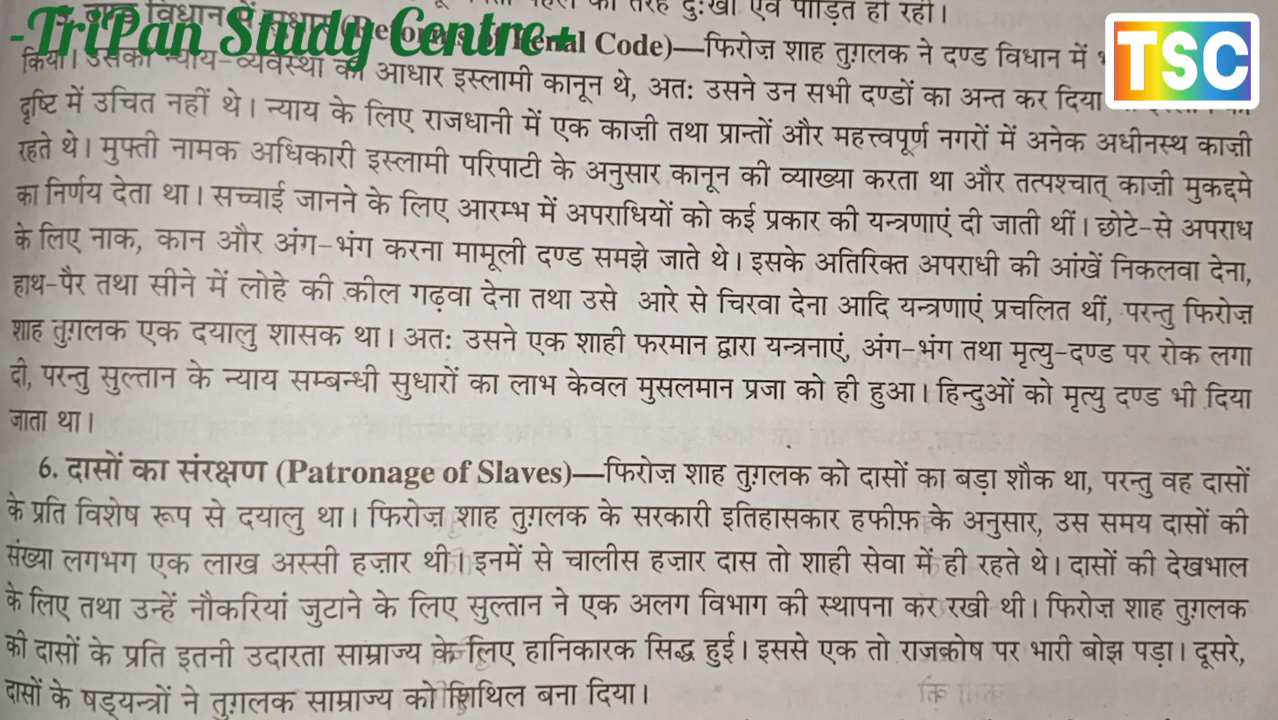 तरह दुःखी एवं पीड़ित हो रही।
-TriPan Study Centre+
TSC
विधान में सुधार (Reforms of Penal Code)—फिरोज़ शाह तुग़लक ने दण्ड विधान में
किया। उसकी न्याय-व्यवस्था का आधार इस्लामी कानून थे, अतः उसने उन सभी दण्डों का अन्त कर दिया
दृष्टि में उचित नहीं थे। न्याय के लिए राजधानी में एक काज़ी तथा प्रान्तों और महत्त्वपूर्ण नगरों में अनेक अधीनस्थ काज़ी
रहते थे। मुफ्ती नामक अधिकारी इस्लामी परिपाटी के अनुसार कानून की व्याख्या करता था और तत्पश्चात् काज़ी मुकद्दमे
का निर्णय देता था। सच्चाई जानने के लिए आरम्भ में अपराधियों को कई प्रकार की यन्त्रणाएं दी जाती थीं। छोटे-से अपराध
के लिए नाक, कान और अंग-भंग करना मामूली दण्ड समझे जाते थे। इसके अतिरिक्त अपराधी की आंखें निकलवा देना,
हाथ-पैर तथा सीने में लोहे की कील गढ़वा देना तथा उसे आरे से चिरवा देना आदि यन्त्रणाएं प्रचलित थीं, परन्तु फिरोज़
शाह तुग़लक एक दयालु शासक था। अतः उसने एक शाही फरमान द्वारा यन्त्रनाएं, अंग-भंग तथा मृत्यु-दण्ड पर रोक लगा
दी, परन्तु सुल्तान के न्याय सम्बन्धी सुधारों का लाभ केवल मुसलमान प्रजा को ही हुआ। हिन्दुओं को मृत्यु दण्ड भी दिया
जाता था।
6. दासों का संरक्षण (Patronage of Slaves)—फिरोज़ शाह तुग़लक को दासों का बड़ा शौक था, परन्तु वह दासों
के प्रति विशेष रूप से दयालु था। फिरोज़ शाह तुग़लक के सरकारी इतिहासकार हफीफ़ के अनुसार, उस समय दासों की
संख्या लगभग एक लाख अस्सी हज़ार थी। इनमें से चालीस हज़ार दास तो शाही सेवा में ही रहते थे। दासों की देखभाल
के लिए तथा उन्हें नौकरियां जुटाने के लिए सुल्तान ने एक अलग विभाग की स्थापना कर रखी थी। फिरोज़ शाह तुग़लक
की दासों के प्रति इतनी उदारता साम्राज्य के लिए हानिकारक सिद्ध हुई। इससे एक तो राजकोष पर भारी बोझ पड़ा। दूसरे,
दासों के षड्यन्त्रों ने तुग़लक साम्राज्य को शिथिल बना दिया।